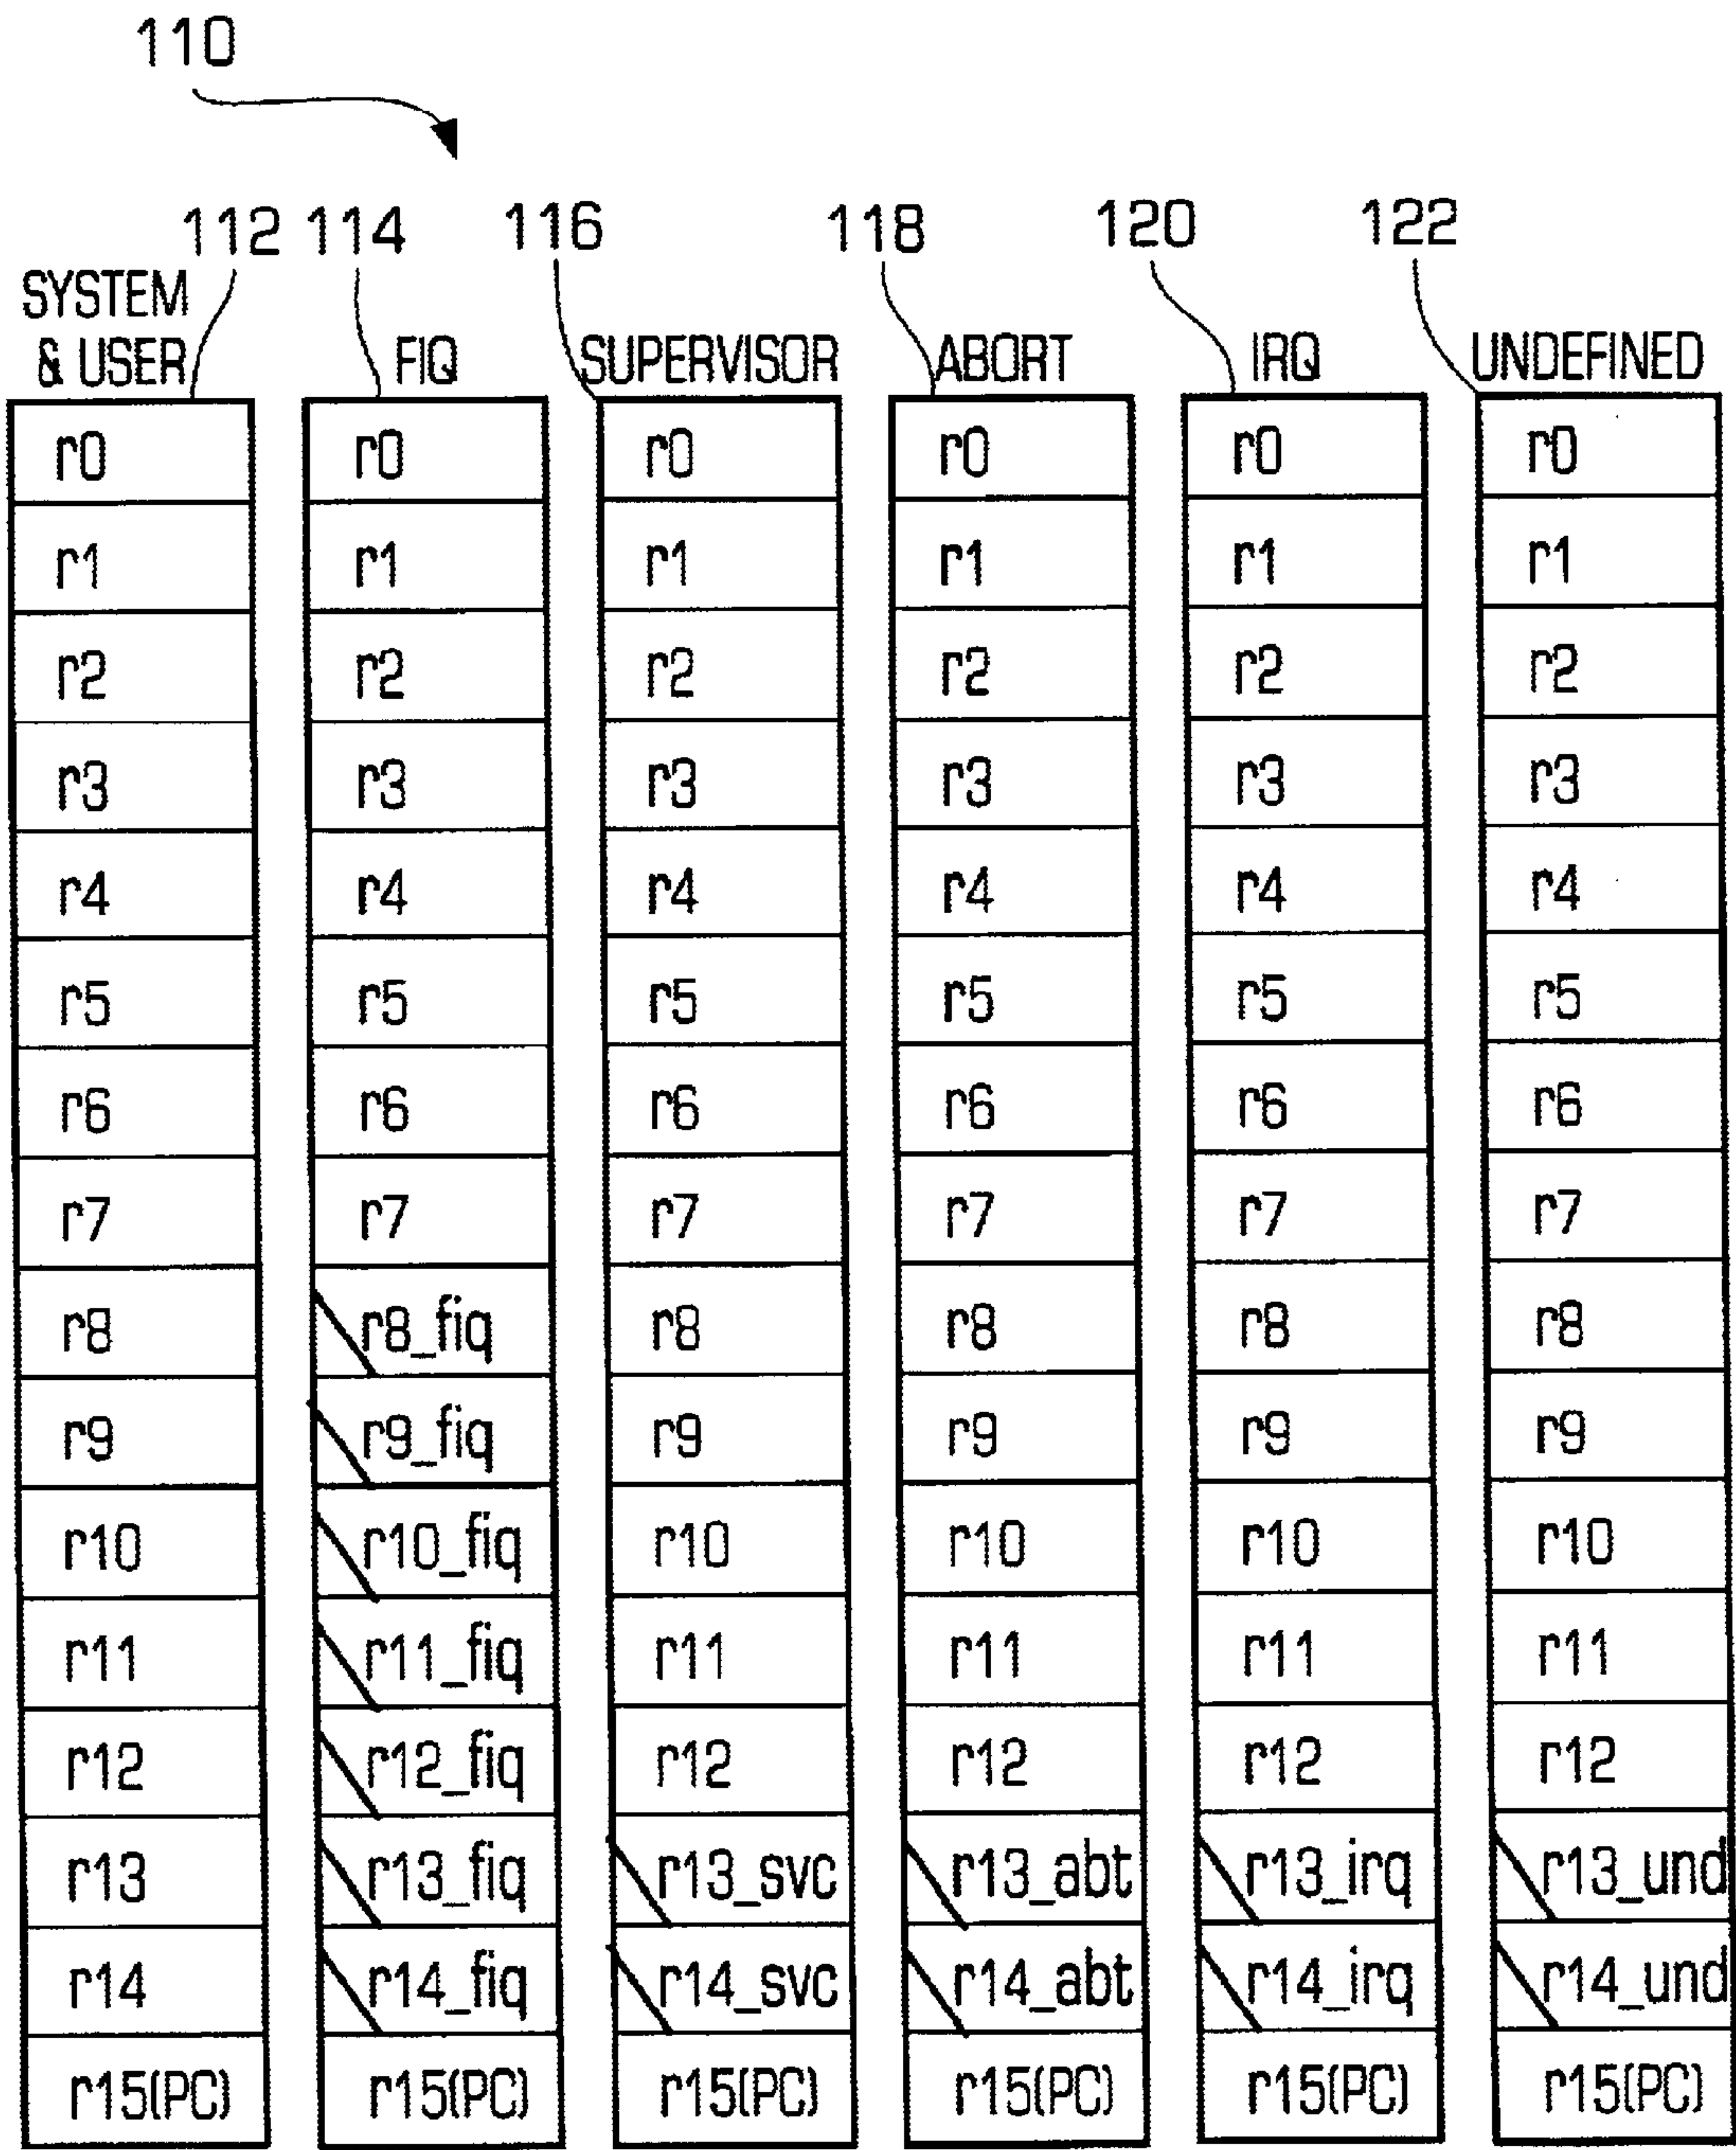 110
112 114 116 118 120 122
SYSTEM
& USER FIQ SUPERVISOR ABORT IRQ UNDEFINED
r0 r0 r0 r0 r0 r0
r1 r1 r1 r1 r1 r1
r2 r2 r2 r2 r2 r2
r3 r3 r3 r3 r3 r3
r4 r4 r4 r4 r4 r4
r5 r5 r5 r5 r5 r5
r6 r6 r6 r6 r6 r6
r7 r7 r7 r7 r7 r7
r8 r8_fiq r8 r8 r8 r8
r9 r9_fiq r9 r9 r9 r9
r10 r10_fiq r10 r10 r10 r10
r11 r11_fiq r11 r11 r11 r11
r12 r12_fiq r12 r12 r12 r12
r13 r13_fiq r13_svc r13_abt r13_irq r13_und
r14 r14_fiq r14_svc r14_abt r14_irq r14_und
r15(PC) r15(PC) r15(PC) r15(PC) r15(PC) r15(PC)